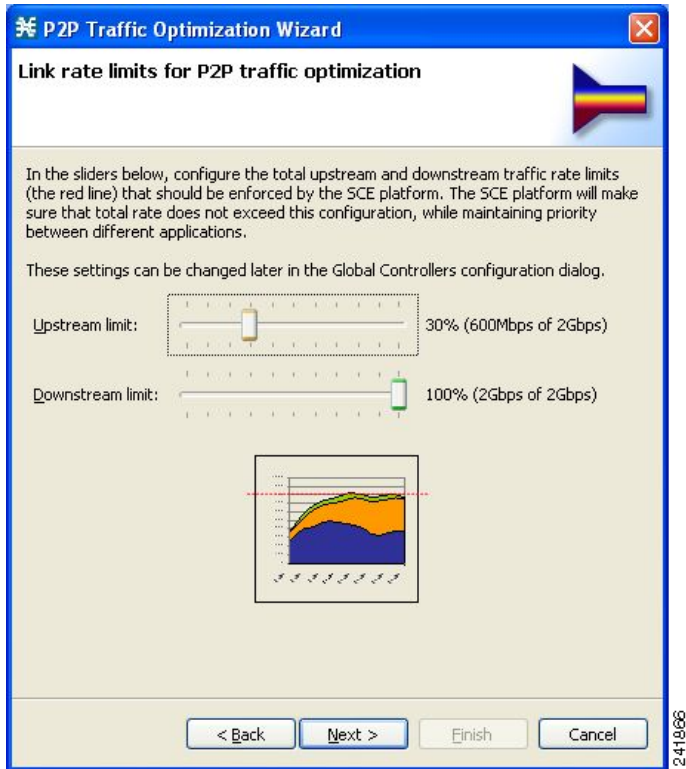 P2P Traffic Optimization Wizard
Link rate limits for P2P traffic optimization
In the sliders below, configure the total upstream and downstream traffic rate limits
(the red line) that should be enforced by the SCE platform. The SCE platform will make
sure that total rate does not exceed this configuration, while maintaining priority
between different applications.
These settings can be changed later in the Global Controllers configuration dialog.
Upstream limit: 30% (600Mbps of 2Gbps)
Downstream limit: 100% (2Gbps of 2Gbps)
< Back Next > Finish Cancel
241866